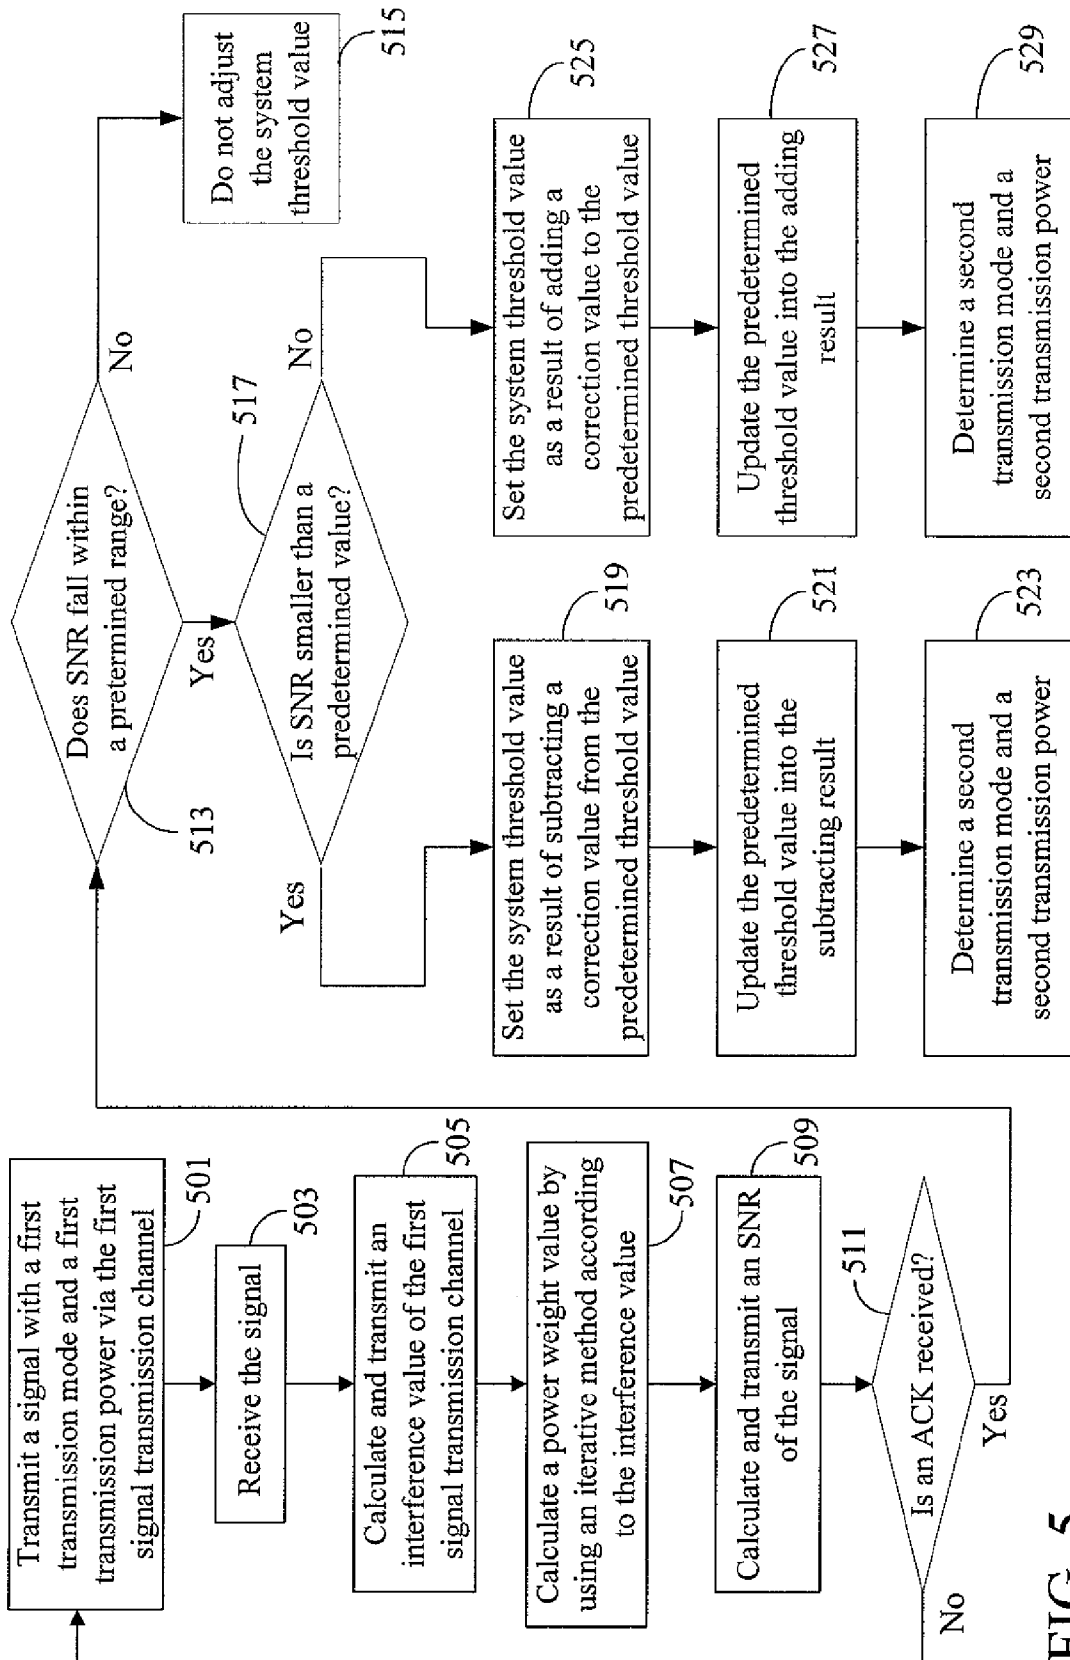 Transmit a signal with a first
transmission mode and a first
transmission power via the first
signal transmission channel
501
Receive the signal
503
Calculate and transmit an
interference value of the first
signal transmission channel
505
Calculate a power weight value by
using an iterative method according
to the interference value
507
Calculate and transmit an SNR
of the signal
509
Is an ACK received?
511
No
Yes
Does SNR fall within
a pretermined range?
513
No
Yes
Do not adjust
the system
threshold value
515
Is SNR smaller than a
predetermined value?
517
Yes
No
Set the system threshold value
as a result of subtracting a
correction value from the
predetermined threshold value
519
Update the predetermined
threshold value into the
subtracting result
521
Determine a second
transmission mode and a
second transmission power
523
Set the system threshold value
as a result of adding a
correction value to the
predetermined threshold value
525
Update the predetermined
threshold value into the adding
result
527
Determine a second
transmission mode and a
second transmission power
529
FIG. 5